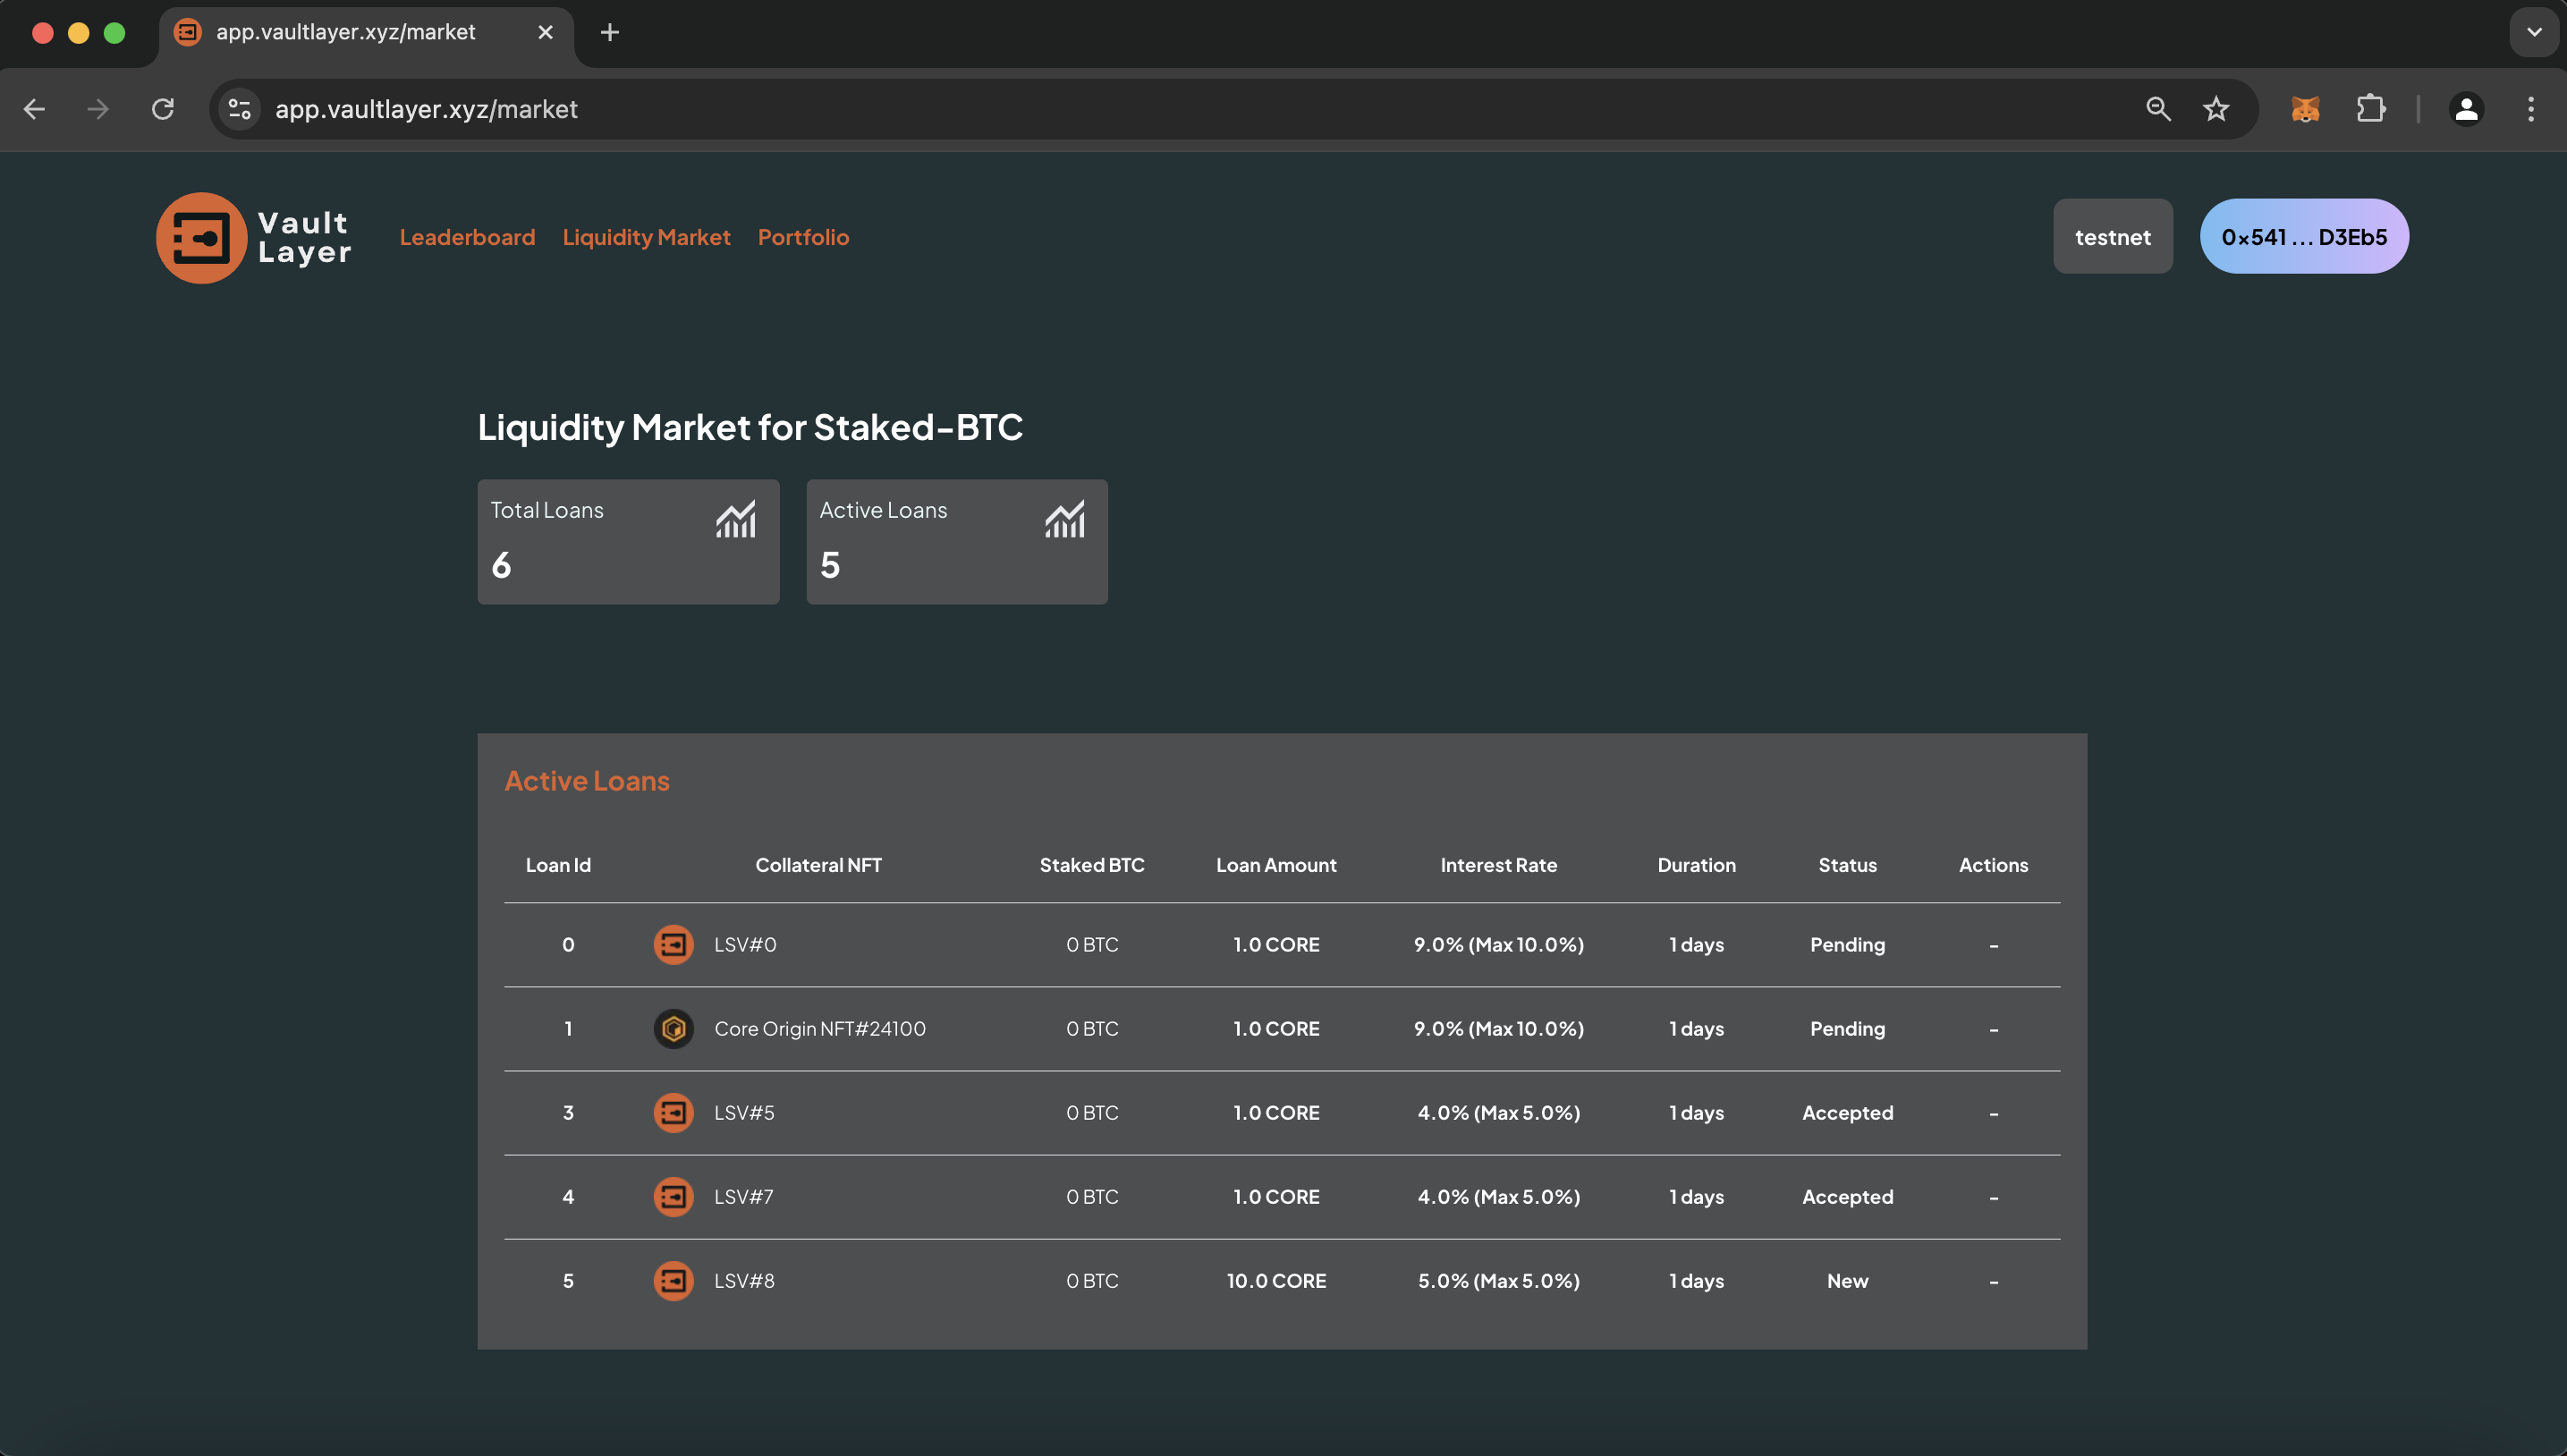 app.vaultlayer.xyz/market
app.vaultlayer.xyz/market
Vault
Layer
Leaderboard Liquidity Market Portfolio
testnet
0x541 ... D3Eb5
Liquidity Market for Staked-BTC
Total Loans
6
Active Loans
5
Active Loans
Loan Id Collateral NFT Staked BTC Loan Amount Interest Rate Duration Status Actions
0 LSV#0 0 BTC 1.0 CORE 9.0% (Max 10.0%) 1 days Pending -
1 Core Origin NFT#24100 0 BTC 1.0 CORE 9.0% (Max 10.0%) 1 days Pending -
3 LSV#5 0 BTC 1.0 CORE 4.0% (Max 5.0%) 1 days Accepted -
4 LSV#7 0 BTC 1.0 CORE 4.0% (Max 5.0%) 1 days Accepted -
5 LSV#8 0 BTC 10.0 CORE 5.0% (Max 5.0%) 1 days New -